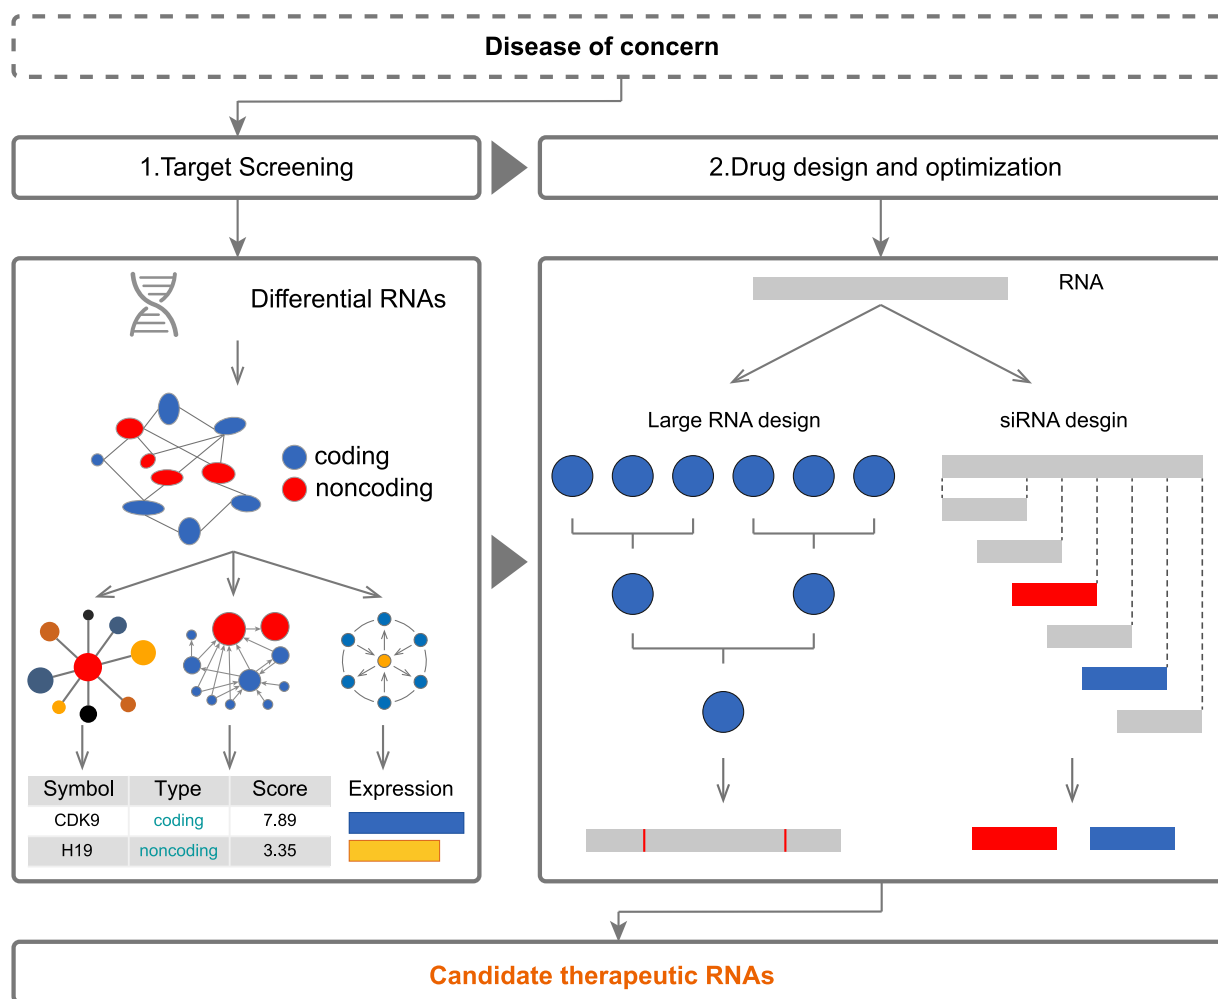 Disease of concern
1.Target Screening
2.Drug design and optimization
Differential RNAs
coding
noncoding
Symbol Type Score Expression
CDK9 coding 7.89
H19 noncoding 3.35
RNA
Large RNA design
siRNA desgin
Candidate therapeutic RNAs